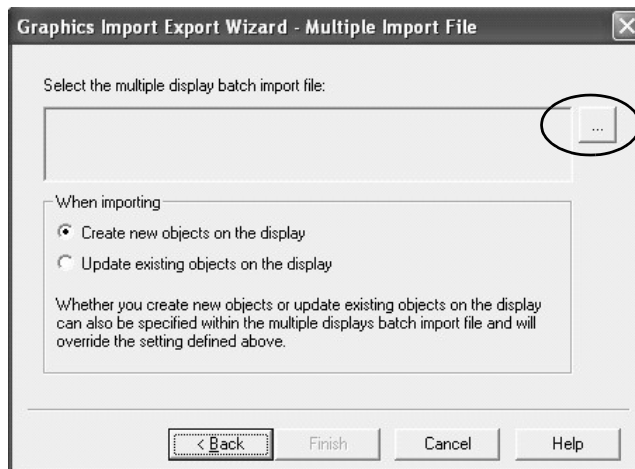 Graphics Import Export Wizard - Multiple Import File
Select the multiple display batch import file:
...
When importing
Create new objects on the display
Update existing objects on the display
Whether you create new objects or update existing objects on the display
can also be specified within the multiple displays batch import file and will
override the setting defined above.
< Back
Finish
Cancel
Help